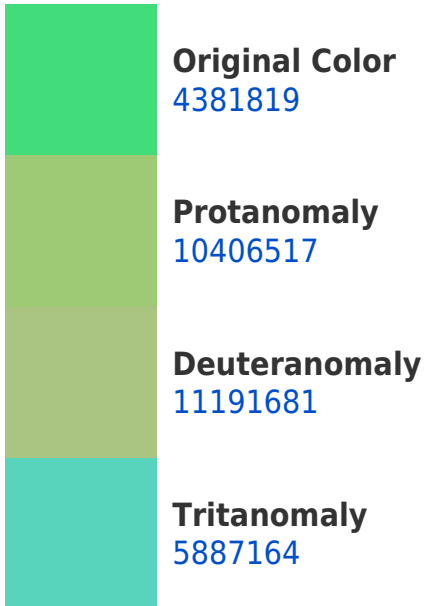 Original Color
4381819
Protanomaly
10406517
Deuteranomaly
11191681
Tritanomaly
5887164